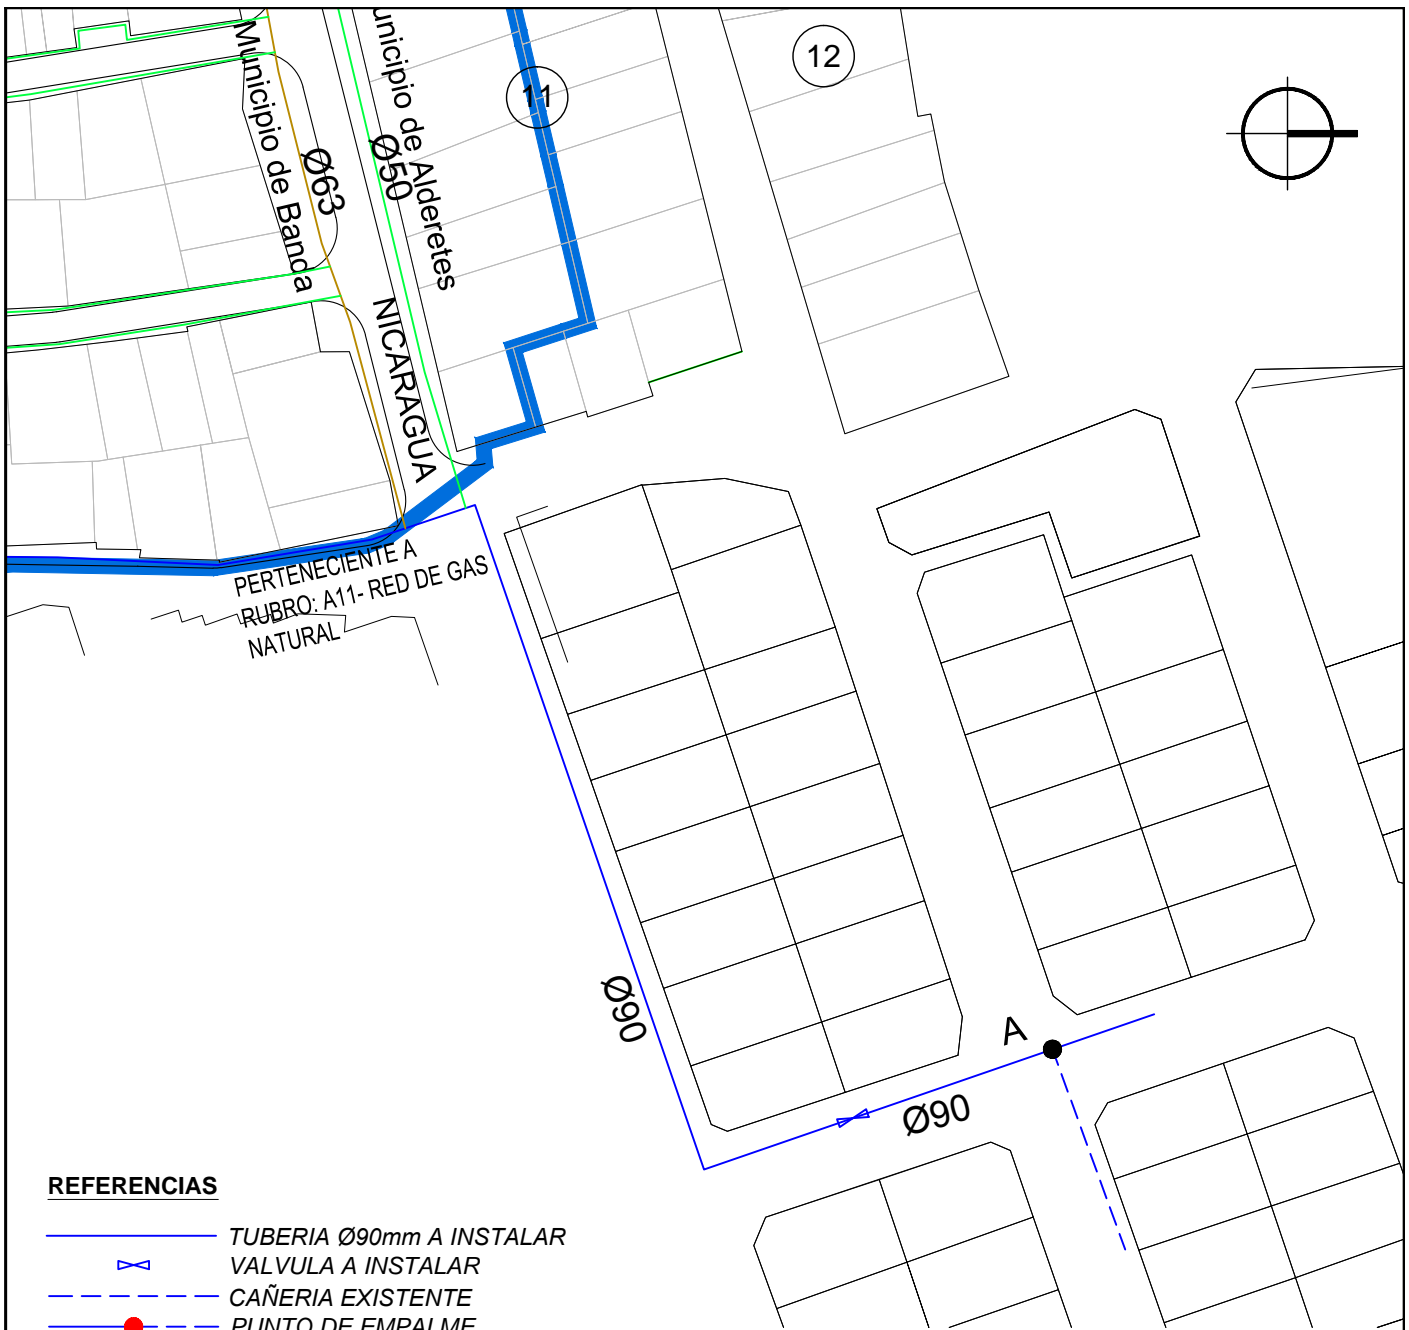 12
11
Municipio de Banda
Ø63
Ø50
unicipio de Alderetes
NICARAGUA
PERTENECIENTE A
RUBRO: A11- RED DE GAS
NATURAL
Ø90
A
Ø90
REFERENCIAS
TUBERIA Ø90mm A INSTALAR
VALVULA A INSTALAR
CAÑERIA EXISTENTE
PUNTO DE EMPALME